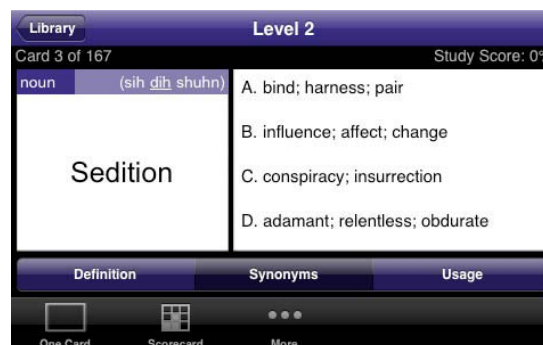 Library
Level 2
Card 3 of 167
Study Score: 0%
noun
(sih dih shuhn)
Sedition
A. bind; harness; pair
B. influence; affect; change
C. conspiracy; insurrection
D. adamant; relentless; obdurate
Definition
Synonyms
Usage
One Card
Scorecard
More